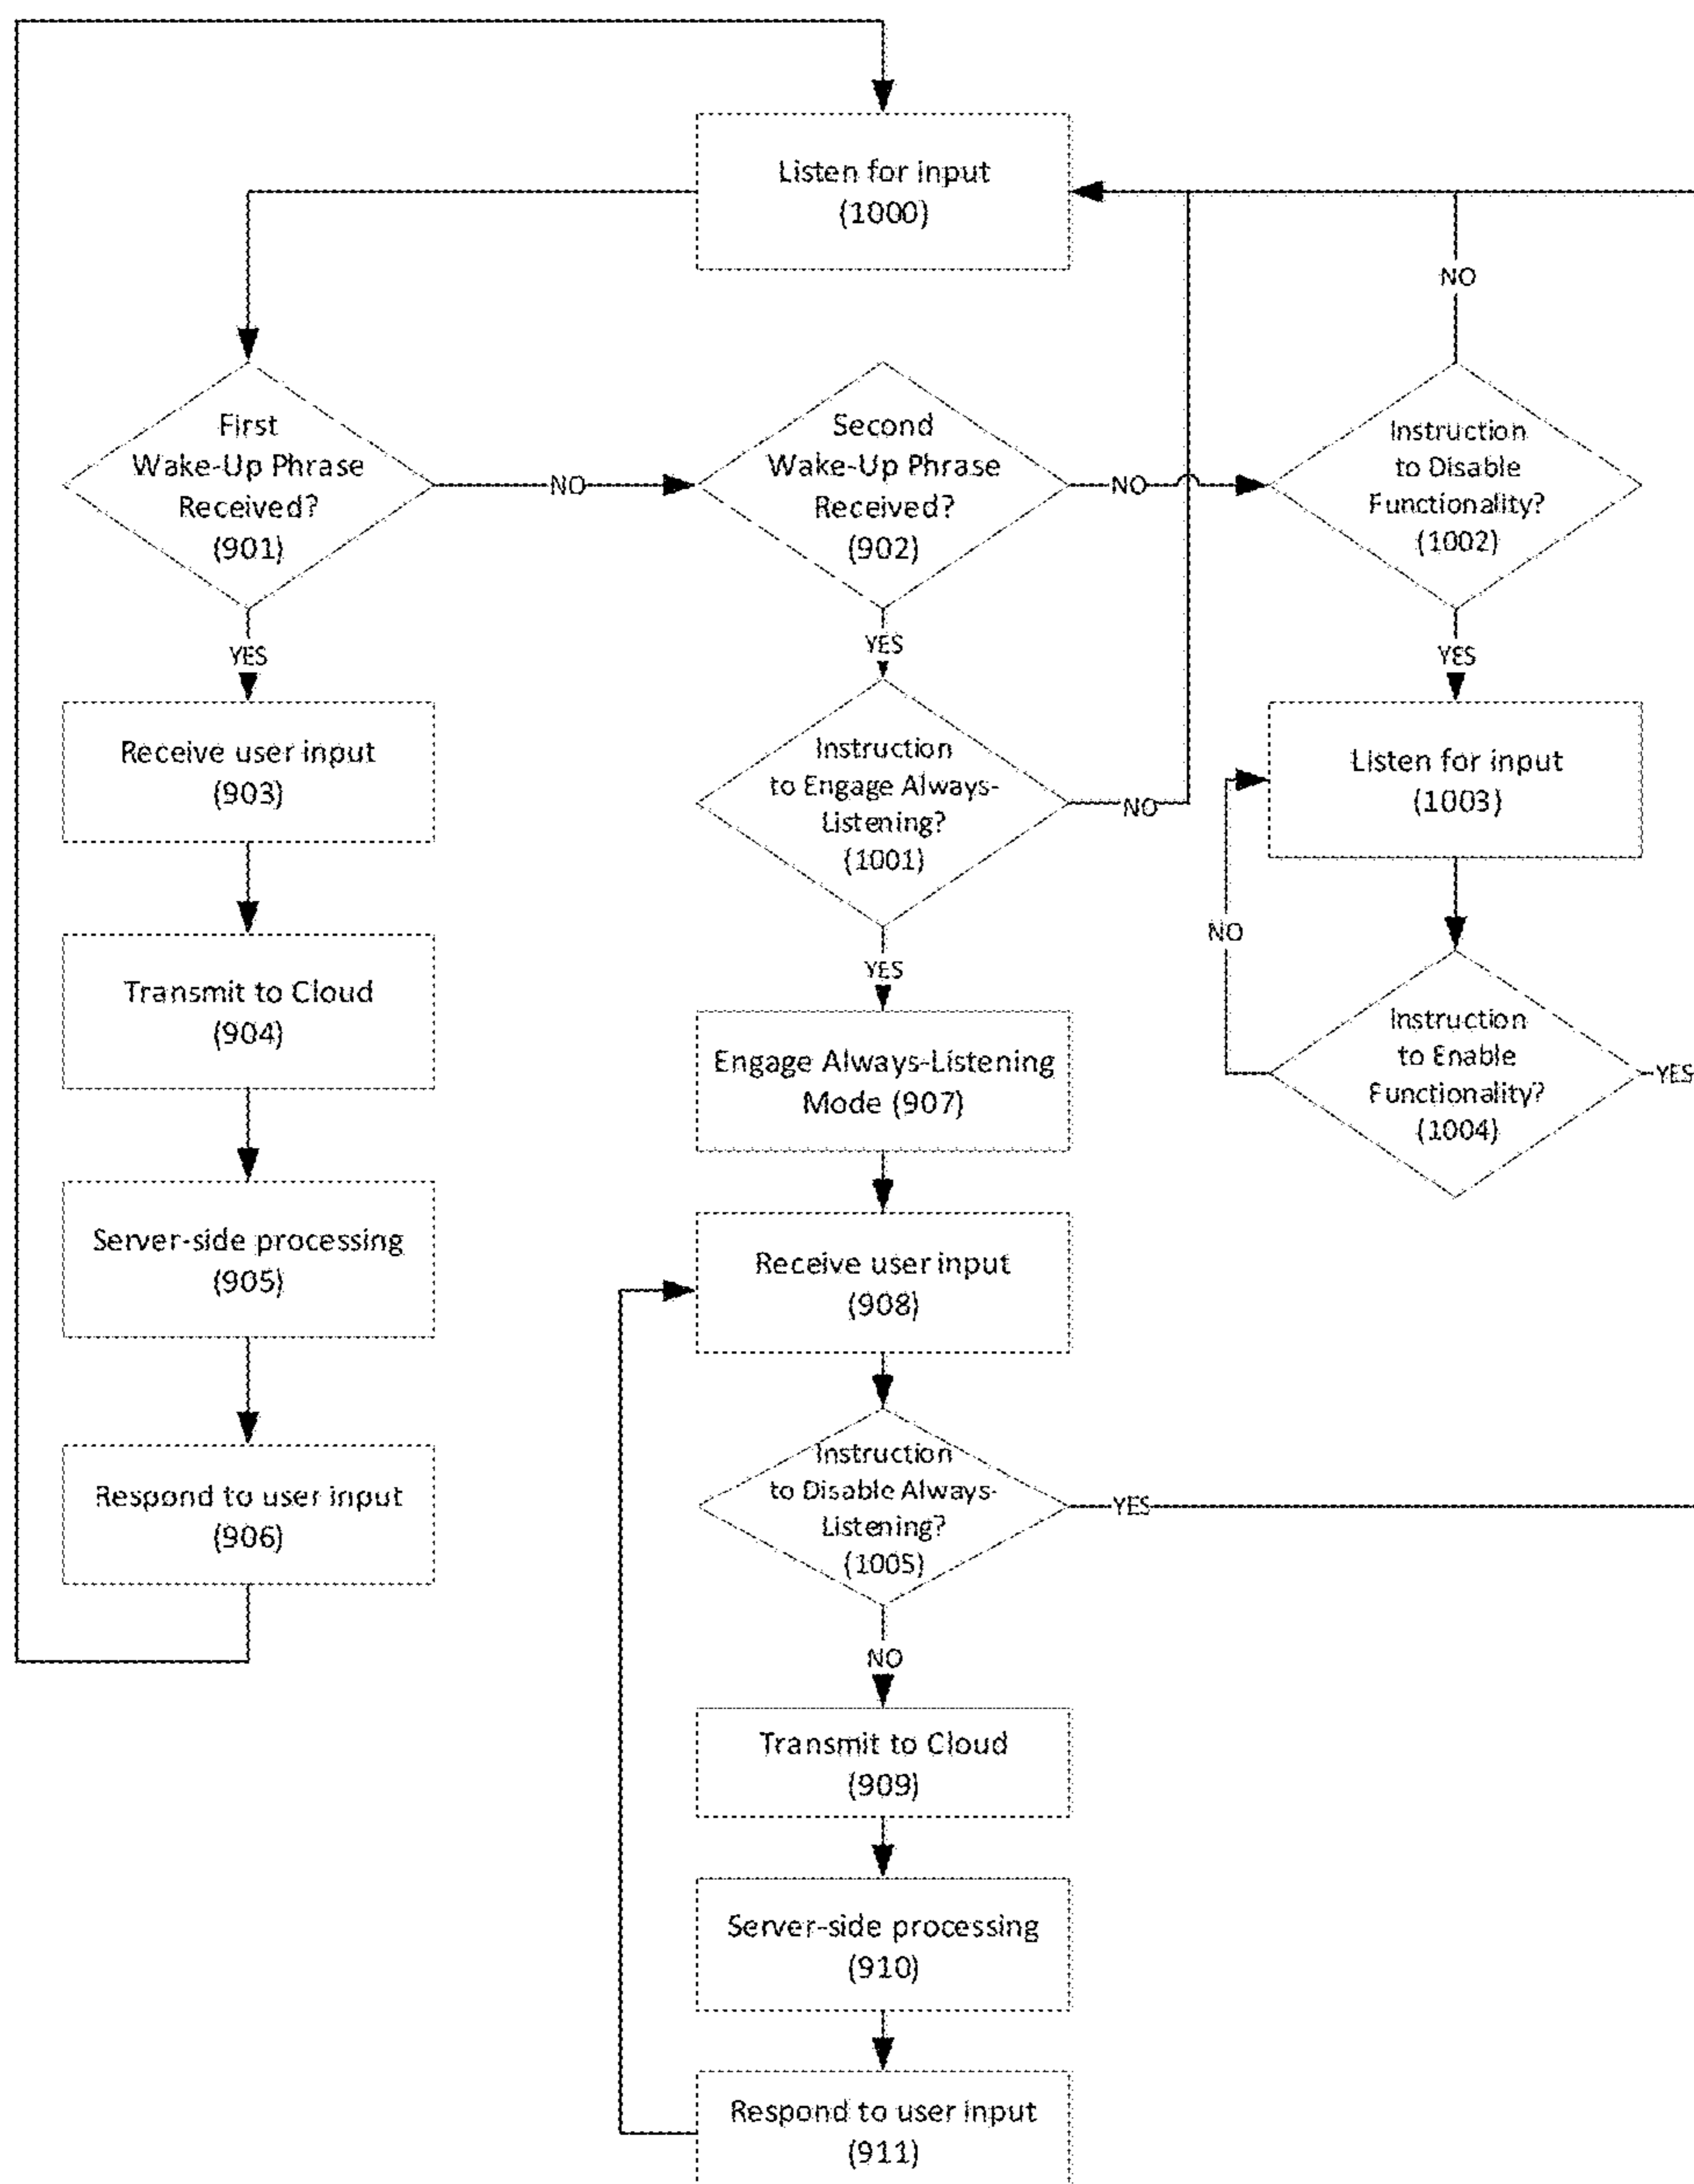 Listen for input
(1000)
NO
First
Wake-Up Phrase
Received?
(901)
NO
Second
Wake-Up Phrase
Received?
(902)
NO
Instruction
to Disable
Functionality?
(1002)
YES
YES
YES
Receive user input
(903)
Instruction
to Engage Always-
Listening?
(1001)
NO
Listen for input
(1003)
NO
Transmit to Cloud
(904)
YES
Engage Always-Listening
Mode (907)
Instruction
to Enable
Functionality?
(1004)
YES
Server-side processing
(905)
Receive user input
(908)
Respond to user input
(906)
Instruction
to Disable Always-
Listening?
(1005)
YES
NO
Transmit to Cloud
(909)
Server-side processing
(910)
Respond to user input
(911)